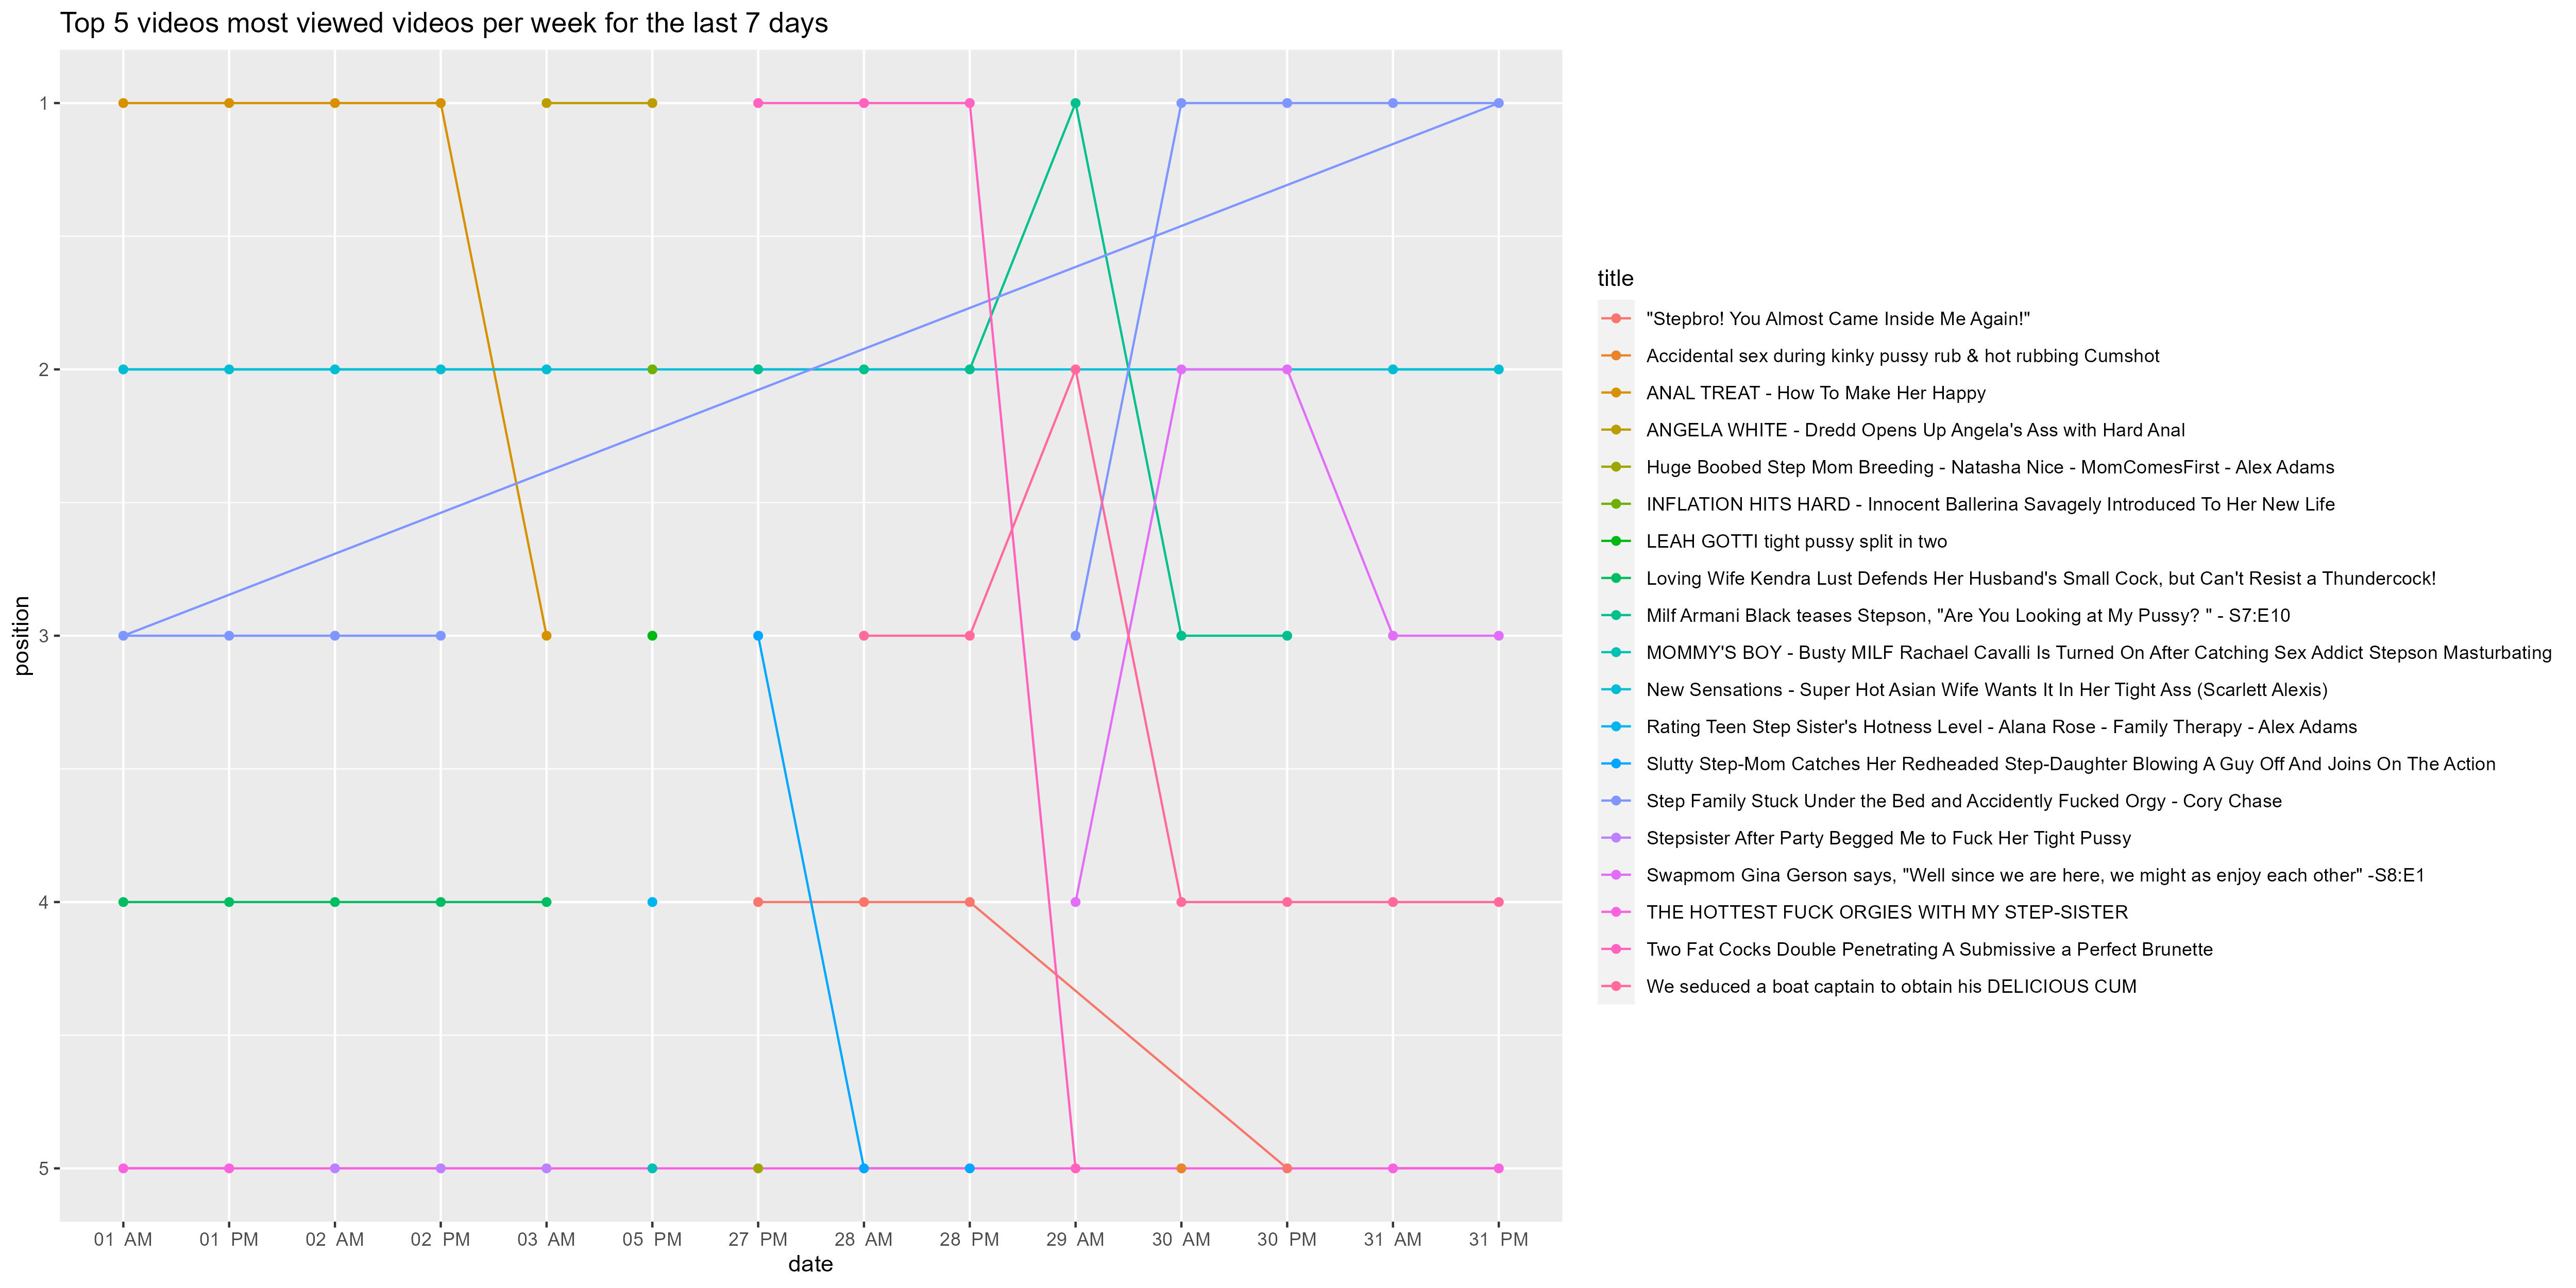 Top 5 videos most viewed videos per week for the last 7 days
position
1
2
3
4
5
01 AM
01 PM
02 AM
02 PM
03 AM
05 PM
27 PM
28 AM
28 PM
29 AM
30 AM
30 PM
31 AM
31 PM
date
title
"Stepbro! You Almost Came Inside Me Again!"
Accidental sex during kinky pussy rub & hot rubbing Cumshot
ANAL TREAT - How To Make Her Happy
ANGELA WHITE - Dredd Opens Up Angela's Ass with Hard Anal
Huge Boobed Step Mom Breeding - Natasha Nice - MomComesFirst - Alex Adams
INFLATION HITS HARD - Innocent Ballerina Savagely Introduced To Her New Life
LEAH GOTTI tight pussy split in two
Loving Wife Kendra Lust Defends Her Husband's Small Cock, but Can't Resist a Thundercock!
Milf Armani Black teases Stepson, "Are You Looking at My Pussy? " - S7:E10
MOMMY'S BOY - Busty MILF Rachael Cavalli Is Turned On After Catching Sex Addict Stepson Masturbating
New Sensations - Super Hot Asian Wife Wants It In Her Tight Ass (Scarlett Alexis)
Rating Teen Step Sister's Hotness Level - Alana Rose - Family Therapy - Alex Adams
Slutty Step-Mom Catches Her Redheaded Step-Daughter Blowing A Guy Off And Joins On The Action
Step Family Stuck Under the Bed and Accidently Fucked Orgy - Cory Chase
Stepsister After Party Begged Me to Fuck Her Tight Pussy
Swapmom Gina Gerson says, "Well since we are here, we might as enjoy each other" -S8:E1
THE HOTTEST FUCK ORGIES WITH MY STEP-SISTER
Two Fat Cocks Double Penetrating A Submissive a Perfect Brunette
We seduced a boat captain to obtain his DELICIOUS CUM